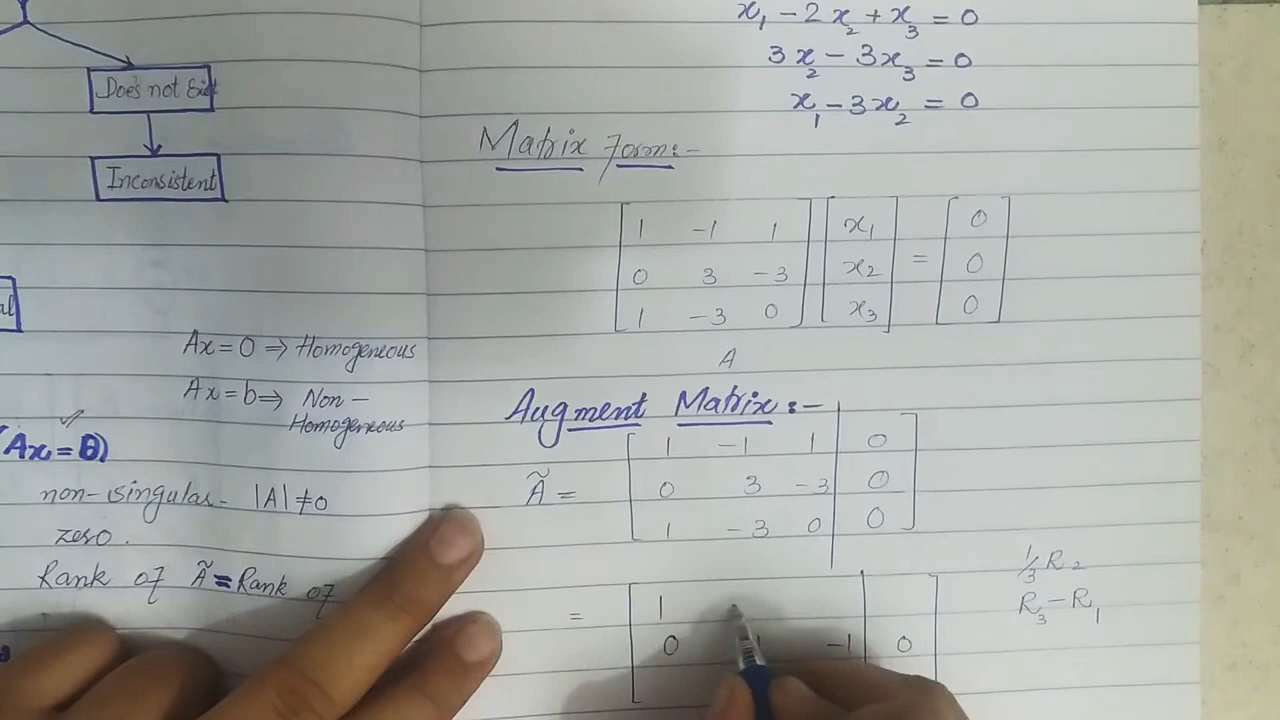 Does not Exist
Inconsistent
al
Ax = 0 ⇒ Homogeneous
Ax = b ⇒ Non -
Homogeneous
(Ax = 0)
non-singular - |A| ≠ 0
zero.
Rank of Ã = Rank of
x₁ - 2x₂ + x₃ = 0
3x₂ - 3x₃ = 0
x₁ - 3x₂ = 0
Matrix Form:-
1 -1 1 x₁ 0
0 3 -3 x₂ = 0
1 -3 0 x₃ 0
A
Augment Matrix:-
1 -1 1 | 0
Ã = 0 3 -3 | 0
1 -3 0 | 0
1/3 R₂
= 1
R₃ - R₁
0 -1 | 0